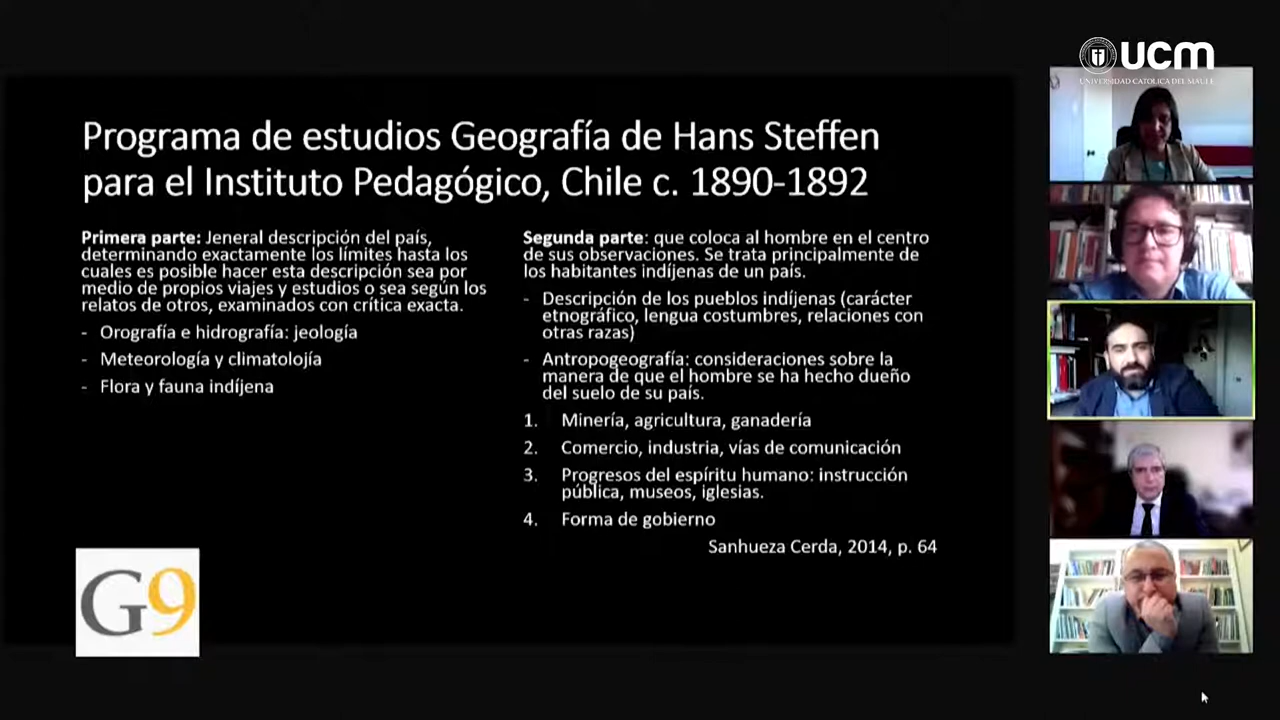 ucm
UNIVERSIDAD CATOLICA DEL MAULE
Programa de estudios Geografía de Hans Steffen
para el Instituto Pedagógico, Chile c. 1890-1892
Primera parte: Jeneral descripción del país,
determinando exactamente los límites hasta los
cuales es posible hacer esta descripción sea por
medio de propios viajes y estudios o sea según los
relatos de otros, examinados con crítica exacta.
- Orografía e hidrografía: jeología
- Meteorología y climatolojía
- Flora y fauna indíjena
Segunda parte: que coloca al hombre en el centro
de sus observaciones. Se trata principalmente de
los habitantes indíjenas de un país.
- Descripción de los pueblos indíjenas (carácter
etnográfico, lengua costumbres, relaciones con
otras razas)
- Antropogeografía: consideraciones sobre la
manera de que el hombre se ha hecho dueño
del suelo de su país.
1. Minería, agricultura, ganadería
2. Comercio, industria, vías de comunicación
3. Progresos del espíritu humano: instrucción
pública, museos, iglesias.
4. Forma de gobierno
Sanhueza Cerda, 2014, p. 64
G9